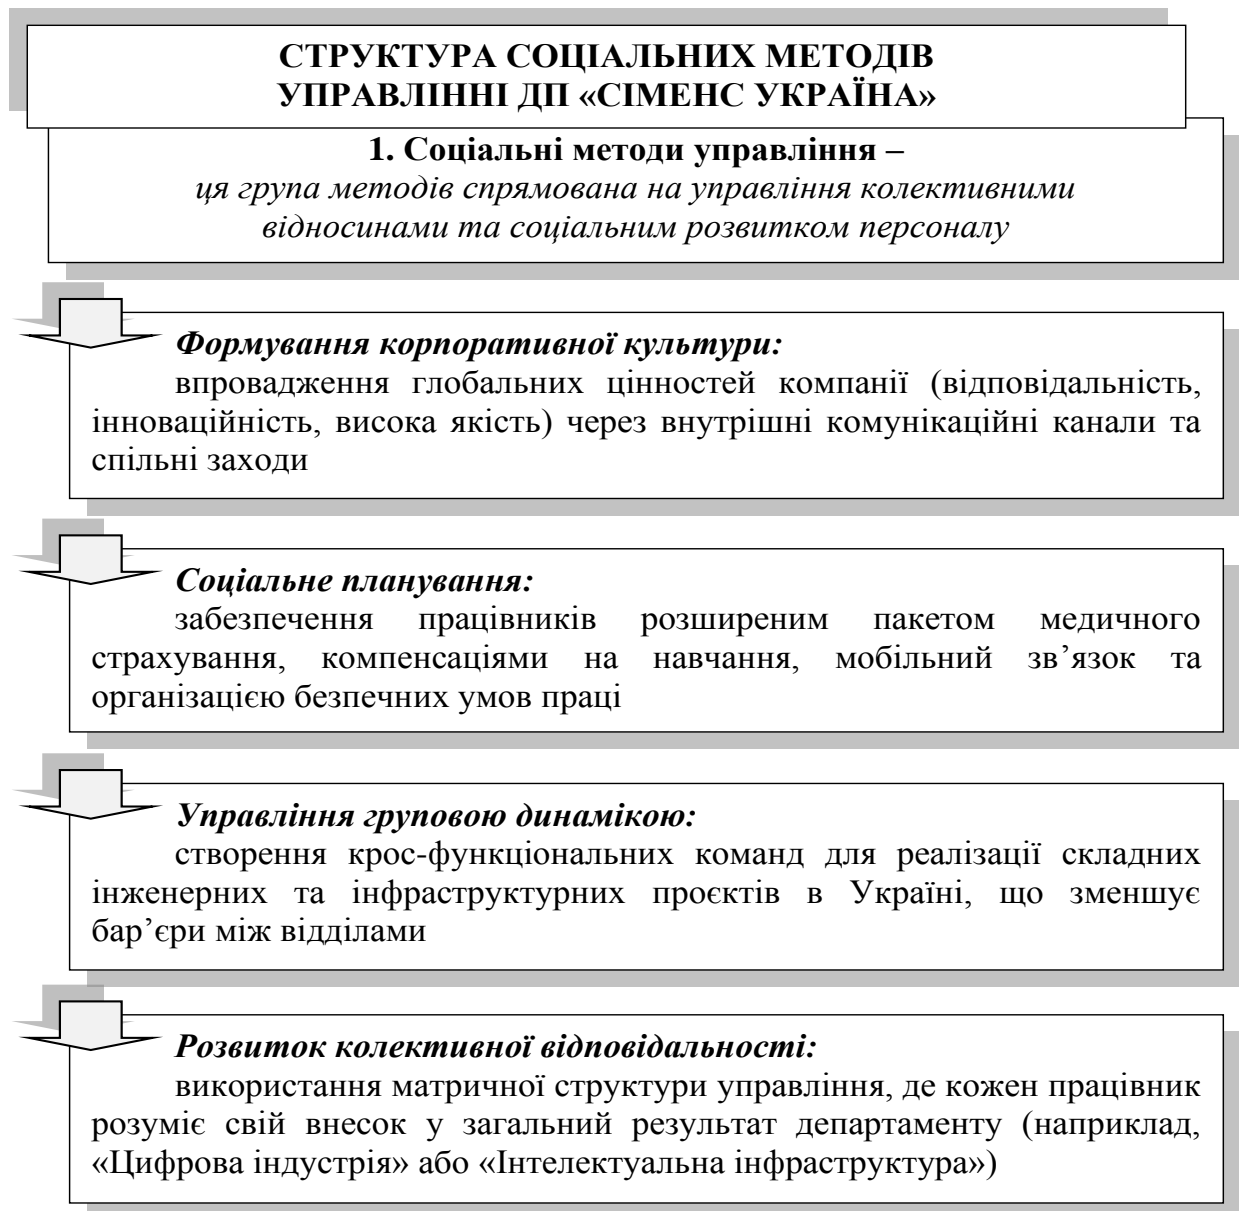 СТРУКТУРА СОЦІАЛЬНИХ МЕТОДІВ
УПРАВЛІННІ ДП «СІМЕНС УКРАЇНА»
1. Соціальні методи управління –
ця група методів спрямована на управління колективними
відносинами та соціальним розвитком персоналу
Формування корпоративної культури:
впровадження глобальних цінностей компанії (відповідальність,
інноваційність, висока якість) через внутрішні комунікаційні канали та
спільні заходи
Соціальне планування:
забезпечення працівників розширеним пакетом медичного
страхування, компенсаціями на навчання, мобільний зв’язок та
організацією безпечних умов праці
Управління груповою динамікою:
створення крос-функціональних команд для реалізації складних
інженерних та інфраструктурних проєктів в Україні, що зменшує
бар’єри між відділами
Розвиток колективної відповідальності:
використання матричної структури управління, де кожен працівник
розуміє свій внесок у загальний результат департаменту (наприклад,
«Цифрова індустрія» або «Інтелектуальна інфраструктура»)